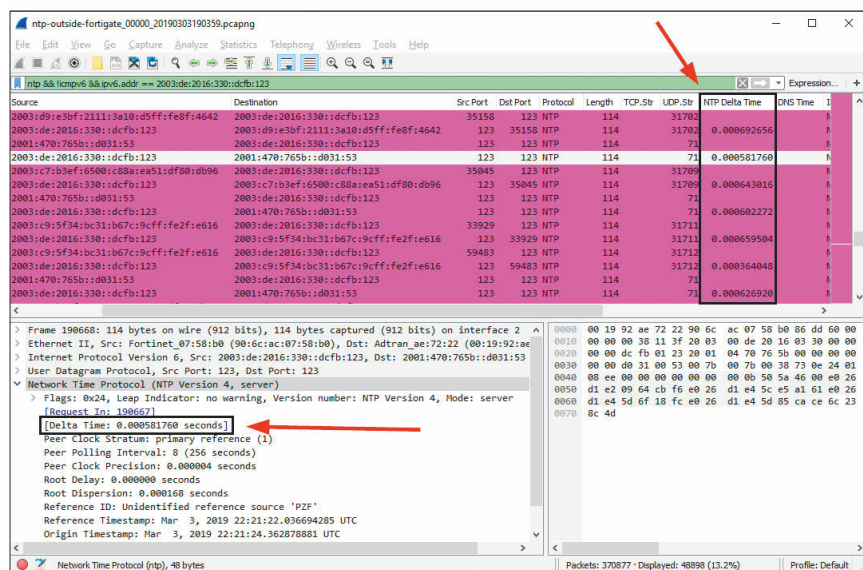 ntp-outside-fortigate_00000_20190303190359.pcapng
File Edit View Go Capture Analyze Statistics Telephony Wireless Tools Help
ntp && !icmpv6 && ipv6.addr == 2003:de:2016:330::dcfb:123 Expression... +
Source Destination Src Port Dst Port Protocol Length TCP.Str UDP.Str NTP Delta Time DNS Time
2003:d9:e3bf:2111:3a10:d5ff:fe8f:4642 2003:de:2016:330::dcfb:123 35158 123 NTP 114 31702
2003:de:2016:330::dcfb:123 2003:d9:e3bf:2111:3a10:d5ff:fe8f:4642 123 35158 NTP 114 31702 0.000692656
2001:470:765b::d031:53 2003:de:2016:330::dcfb:123 123 123 NTP 114 71
2003:de:2016:330::dcfb:123 2001:470:765b::d031:53 123 123 NTP 114 71 0.000581760
2003:c7:b3ef:6500:c88a:ea51:df80:db96 2003:de:2016:330::dcfb:123 35045 123 NTP 114 31709
2003:de:2016:330::dcfb:123 2003:c7:b3ef:6500:c88a:ea51:df80:db96 123 35045 NTP 114 31709 0.000643016
2001:470:765b::d031:53 2003:de:2016:330::dcfb:123 123 123 NTP 114 71
2003:de:2016:330::dcfb:123 2001:470:765b::d031:53 123 123 NTP 114 71 0.000602272
2003:c9:5f34:bc31:b67c:9cff:fe2f:e616 2003:de:2016:330::dcfb:123 33929 123 NTP 114 31711
2003:de:2016:330::dcfb:123 2003:c9:5f34:bc31:b67c:9cff:fe2f:e616 123 33929 NTP 114 31711 0.000659504
2003:c9:5f34:bc31:b67c:9cff:fe2f:e616 2003:de:2016:330::dcfb:123 59483 123 NTP 114 31712
2003:de:2016:330::dcfb:123 2003:c9:5f34:bc31:b67c:9cff:fe2f:e616 123 59483 NTP 114 31712 0.000364048
2001:470:765b::d031:53 2003:de:2016:330::dcfb:123 123 123 NTP 114 71
2003:de:2016:330::dcfb:123 2001:470:765b::d031:53 123 123 NTP 114 71 0.000626920
Frame 190668: 114 bytes on wire (912 bits), 114 bytes captured (912 bits) on interface 2
Ethernet II, Src: Fortinet_07:58:b0 (90:6c:ac:07:58:b0), Dst: Adtran_ae:72:22 (00:19:92:ae
Internet Protocol Version 6, Src: 2003:de:2016:330::dcfb:123, Dst: 2001:470:765b::d031:53
User Datagram Protocol, Src Port: 123, Dst Port: 123
Network Time Protocol (NTP Version 4, server)
Flags: 0x24, Leap Indicator: no warning, Version number: NTP Version 4, Mode: server
[Request In: 190667]
[Delta Time: 0.000581760 seconds]
Peer Clock Stratum: primary reference (1)
Peer Polling Interval: 8 (256 seconds)
Peer Clock Precision: 0.000004 seconds
Root Delay: 0.000000 seconds
Root Dispersion: 0.000168 seconds
Reference ID: Unidentified reference source 'PZF'
Reference Timestamp: Mar 3, 2019 22:21:22.036694285 UTC
Origin Timestamp: Mar 3, 2019 22:21:24.362878881 UTC
0000 00 19 92 ae 72 22 90 6c ac 07 58 b0 86 dd 60 00
0010 00 00 00 38 11 3f 20 03 00 de 20 16 03 30 00 00
0020 00 00 dc fb 01 23 20 01 04 70 76 5b 00 00 00 00
0030 00 00 d0 31 00 53 00 7b 00 7b 00 38 73 0e 24 01
0040 08 ee 00 00 00 00 00 00 00 0b 50 5a 46 00 e0 26
0050 d1 e2 09 64 cb f6 e0 26 d1 e4 5c e5 a1 61 e0 26
0060 d1 e4 5d 6f 18 fc e0 26 d1 e4 5d 85 ca ce 6c 23
0070 8c 4d
Network Time Protocol (ntp), 48 bytes Packets: 370877 · Displayed: 48898 (13.2%) Profile: Default